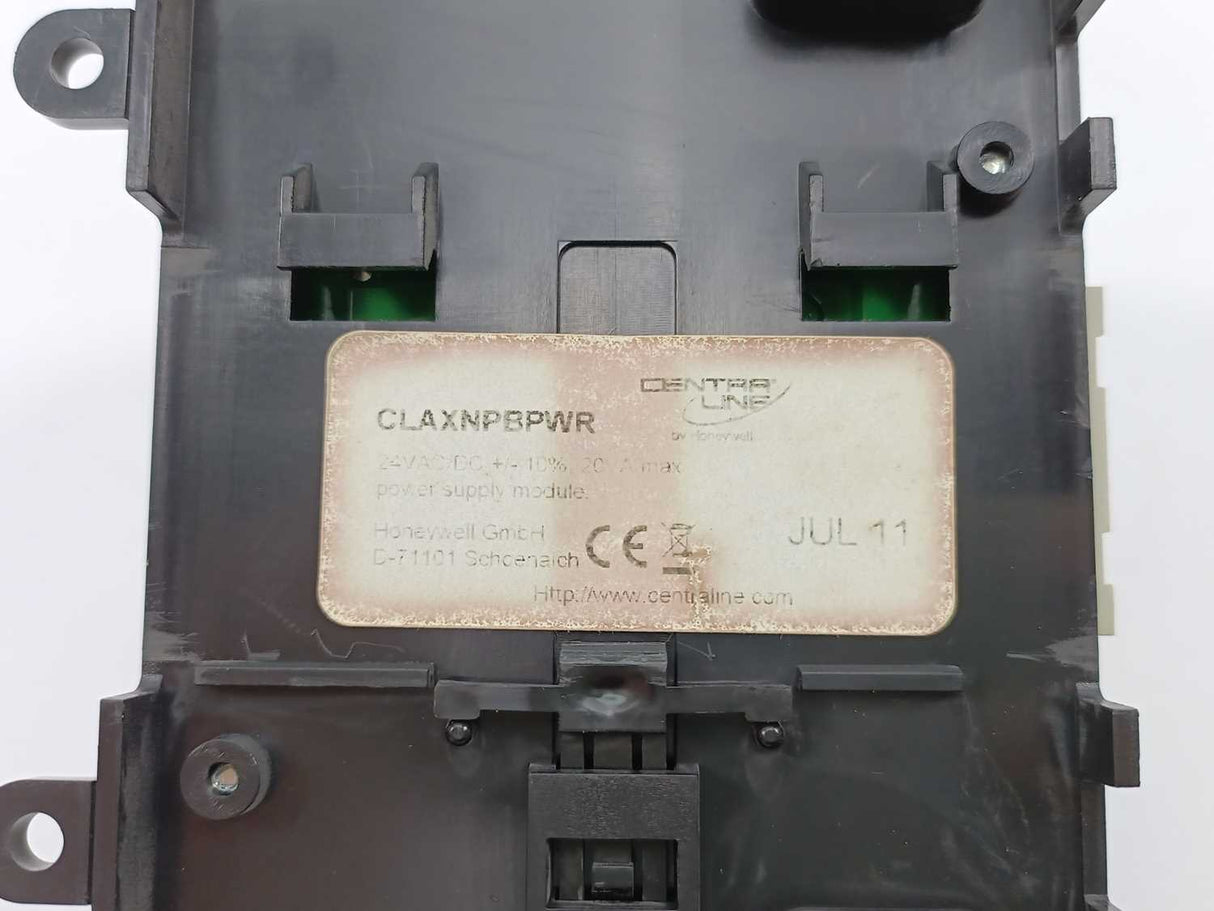 CENTRA
LINE
by Honeywell
CLAXNPBPWR
24VAC/DC +/- 10%, 20VA max
power supply module.
Honeywell GmbH
D-71101 Schoenaich
CE
JUL 11
Http://www.centraline.com